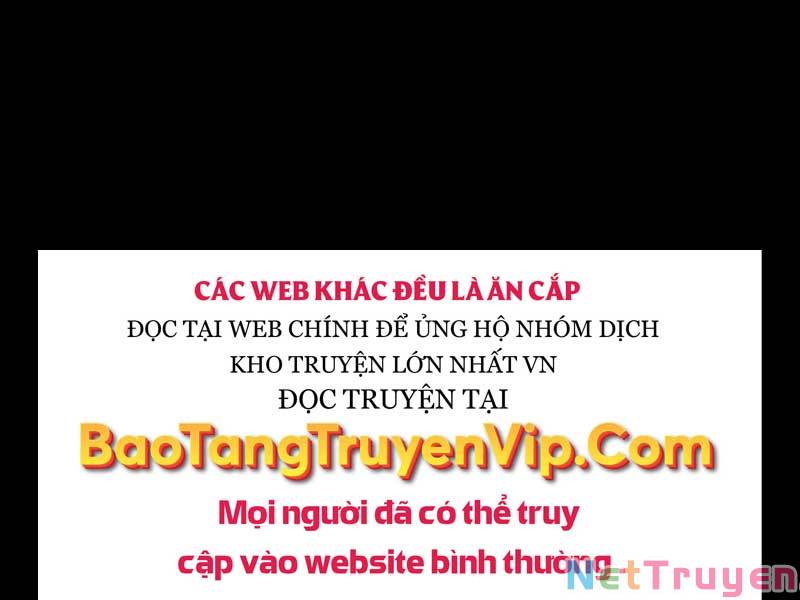 CÁC WEB KHÁC ĐỀU LÀ ĂN CẮP
ĐỌC TẠI WEB CHÍNH ĐỂ ỦNG HỘ NHÓM DỊCH
KHO TRUYỆN LỚN NHẤT VN
ĐỌC TRUYỆN TẠI
BaoTangTruyenVip.Com
Mọi người đã có thể truy
cập vào website bình thường
NetTruyen